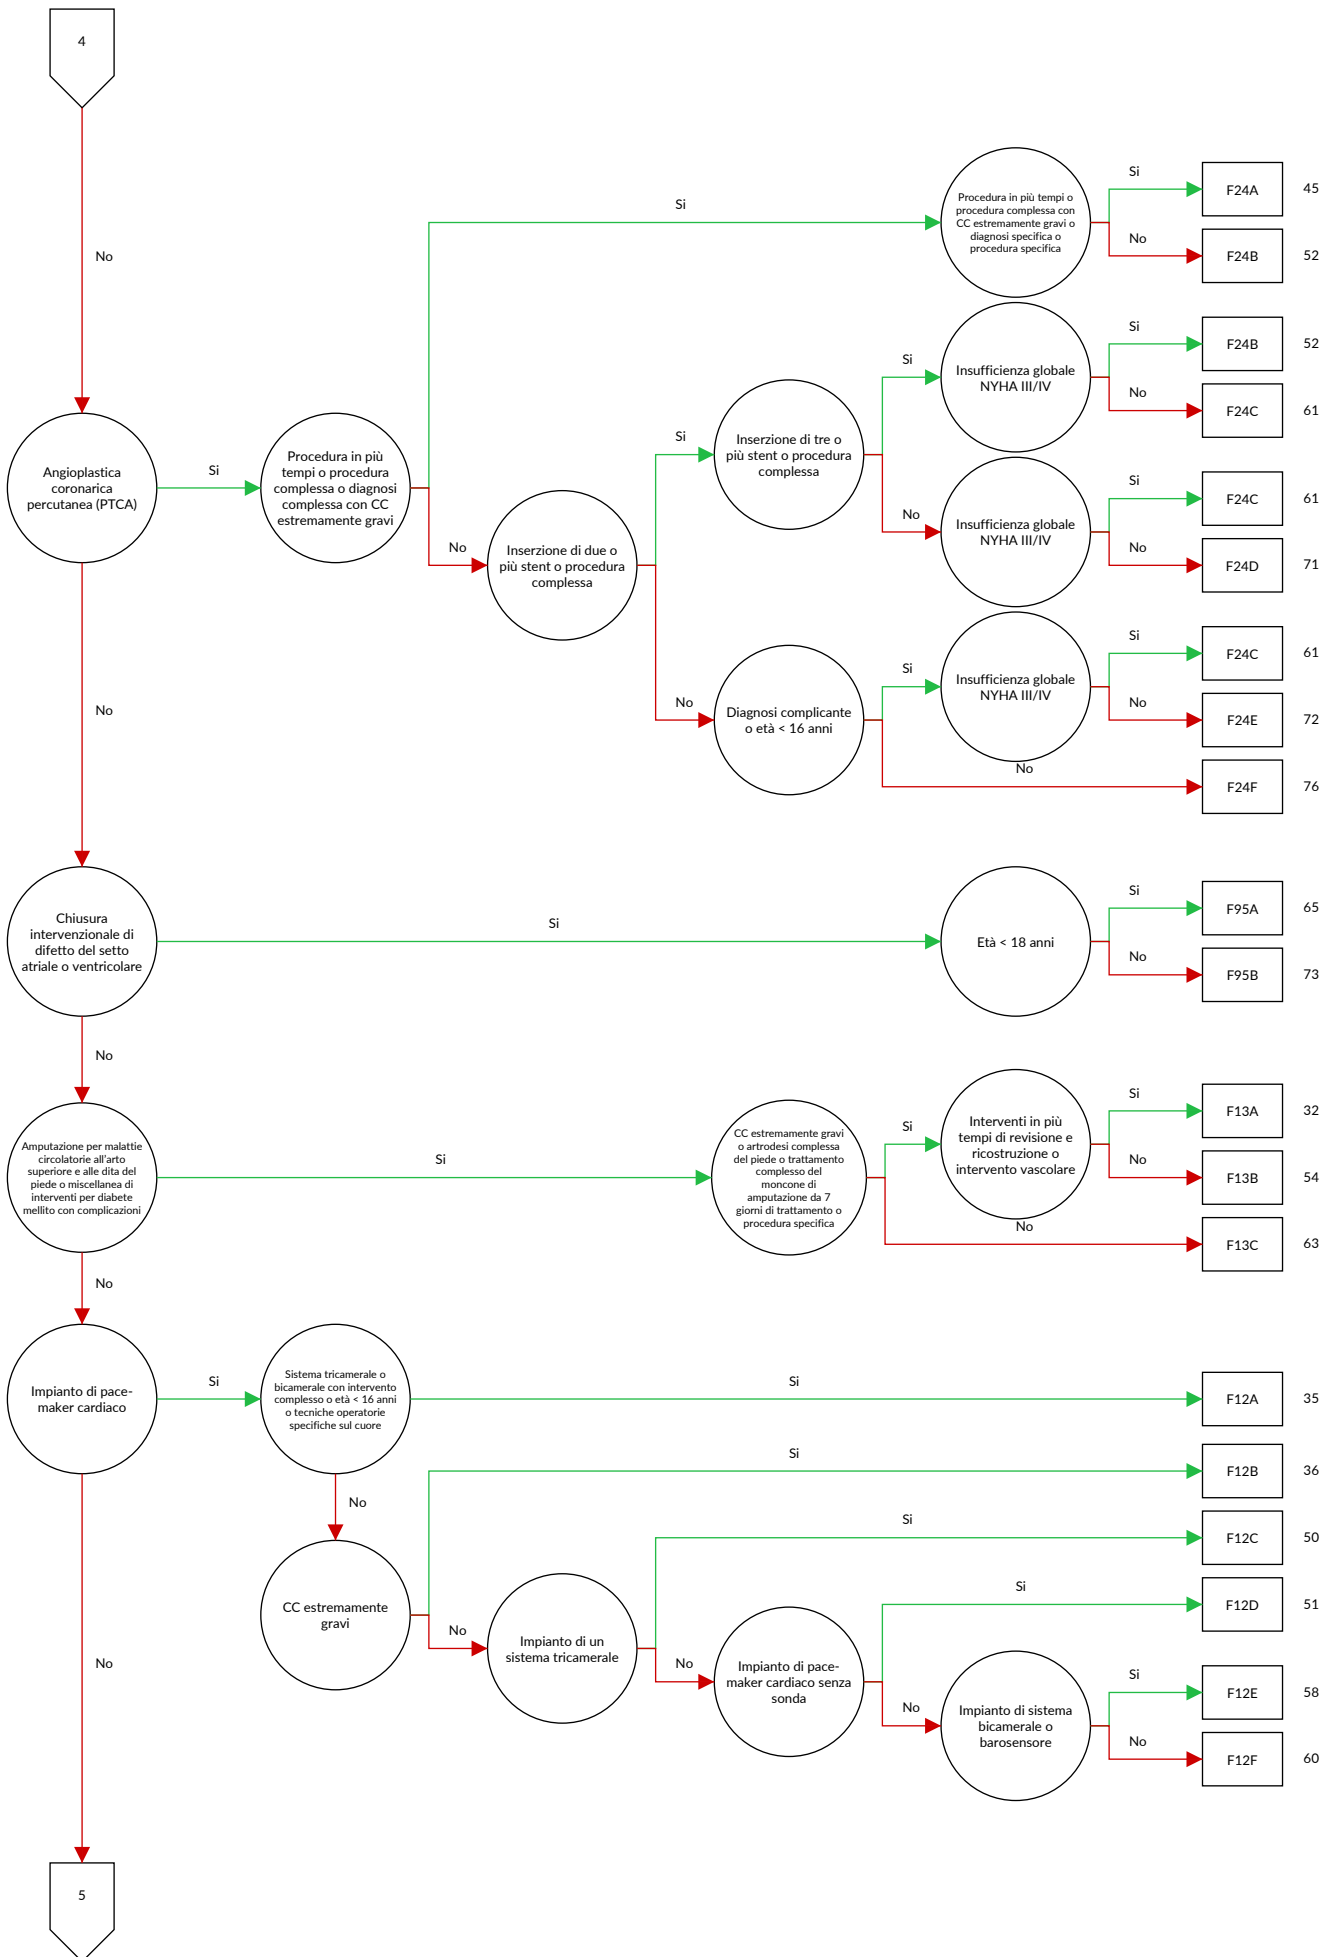 4
No
Angioplastica
coronarica
percutanea (PTCA)
Si
Procedura in più
tempi o procedura
complessa o diagnosi
complessa con CC
estremamente gravi
Si
Procedura in più tempi o
procedura complessa con
CC estremamente gravi o
diagnosi specifica o
procedura specifica
Si
F24A
45
No
F24B
52
No
Inserzione di due o
più stent o procedura
complessa
Si
Inserzione di tre o
più stent o procedura
complessa
Si
Insufficienza globale
NYHA III/IV
Si
F24B
52
No
F24C
61
No
Insufficienza globale
NYHA III/IV
Si
F24C
61
No
F24D
71
No
Diagnosi complicante
o età < 16 anni
Si
Insufficienza globale
NYHA III/IV
Si
F24C
61
No
F24E
72
No
F24F
76
No
Chiusura
intervenzionale di
difetto del setto
atriale o ventricolare
Si
Età < 18 anni
Si
F95A
65
No
F95B
73
No
Amputazione per malattie
circolatorie all'arto
superiore e alle dita del
piede o miscellanea di
interventi per diabete
mellito con complicazioni
Si
CC estremamente gravi
o artrodesi complessa
del piede o trattamento
complesso del
moncone di
amputazione da 7
giorni di trattamento o
procedura specifica
Si
Interventi in più
tempi di revisione e
ricostruzione o
intervento vascolare
Si
F13A
32
No
F13B
54
No
F13C
63
No
Impianto di pace-
maker cardiaco
Si
Sistema tricamerale o
bicamerale con intervento
complesso o età < 16 anni
o tecniche operatorie
specifiche sul cuore
Si
F12A
35
No
CC estremamente
gravi
Si
F12B
36
No
Impianto di un
sistema tricamerale
Si
F12C
50
No
Impianto di pace-
maker cardiaco senza
sonda
Si
F12D
51
No
Impianto di sistema
bicamerale o
barosensore
Si
F12E
58
No
F12F
60
No
5